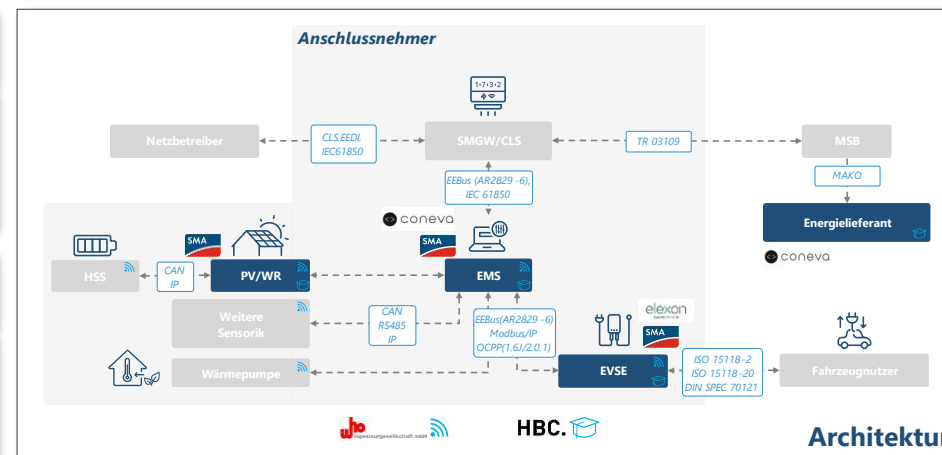 Anschlussnehmer
1•7•3•2
Netzbetreiber
CLS.EEDI,
IEC61850
SMGW/CLS
TR 03109
MSB
EEBus (AR2829 -6),
IEC 61850
MAKO
coneva
Energielieferant
SMA
SMA
coneva
HSS
CAN
IP
PV/WR
EMS
Weitere
Sensorik
CAN
RS485
IP
EEBus(AR2829 -6)
Modbus/IP
OCPP(1.6J/2.0.1)
elexon
SMA
Wärmepumpe
EVSE
ISO 15118-2
ISO 15118-20
DIN SPEC 70121
Fahrzeugnutzer
who
Ingenieurgesellschaft mbH
HBC.
Architektur